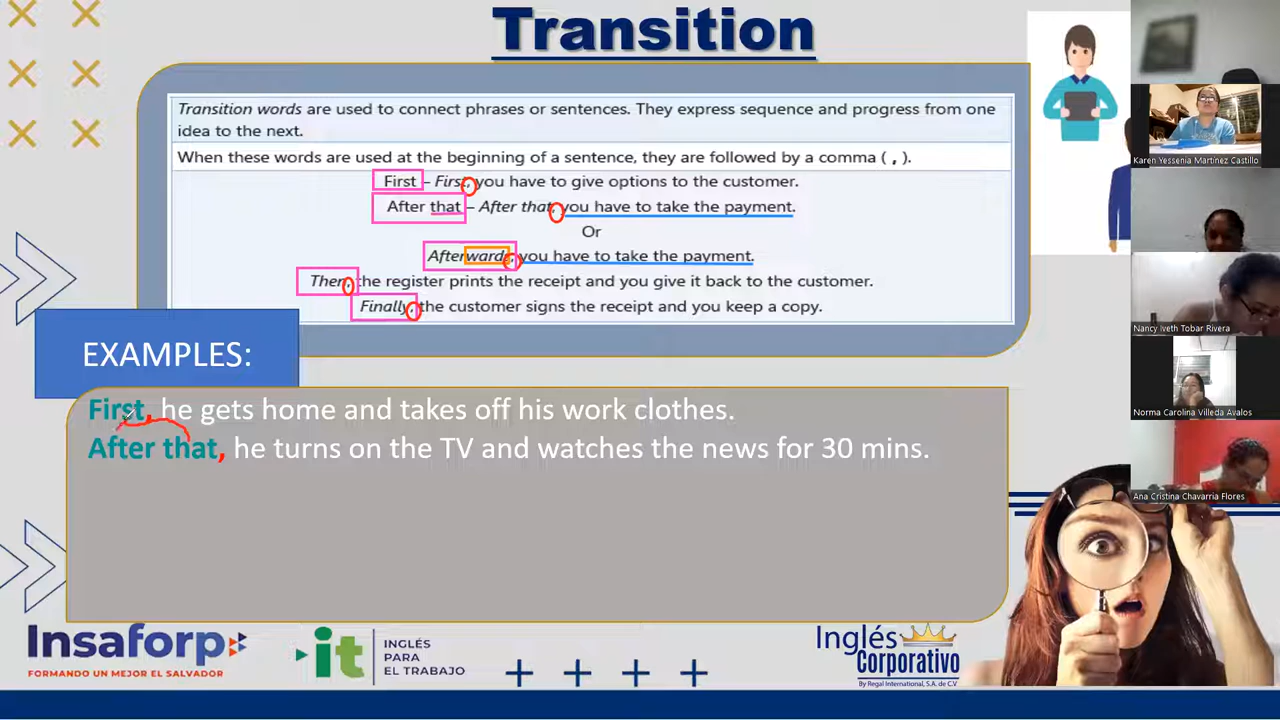 Transition
Transition words are used to connect phrases or sentences. They express sequence and progress from one
idea to the next.
When these words are used at the beginning of a sentence, they are followed by a comma ( , ).
First – First, you have to give options to the customer.
After that – After that, you have to take the payment.
Or
Afterwards, you have to take the payment.
Then, the register prints the receipt and you give it back to the customer.
Finally, the customer signs the receipt and you keep a copy.
EXAMPLES:
First, he gets home and takes off his work clothes.
After that, he turns on the TV and watches the news for 30 mins.
Karen Yessenia Martinez Castillo
Nancy Iveth Tobar Rivera
Norma Carolina Villeda Avalos
Ana Cristina Chavarria Flores
Insaforp
FORMANDO UN MEJOR EL SALVADOR
it
INGLÉS
PARA
EL TRABAJO
Inglés
Corporativo
By Regal International, S.A. de C.V.